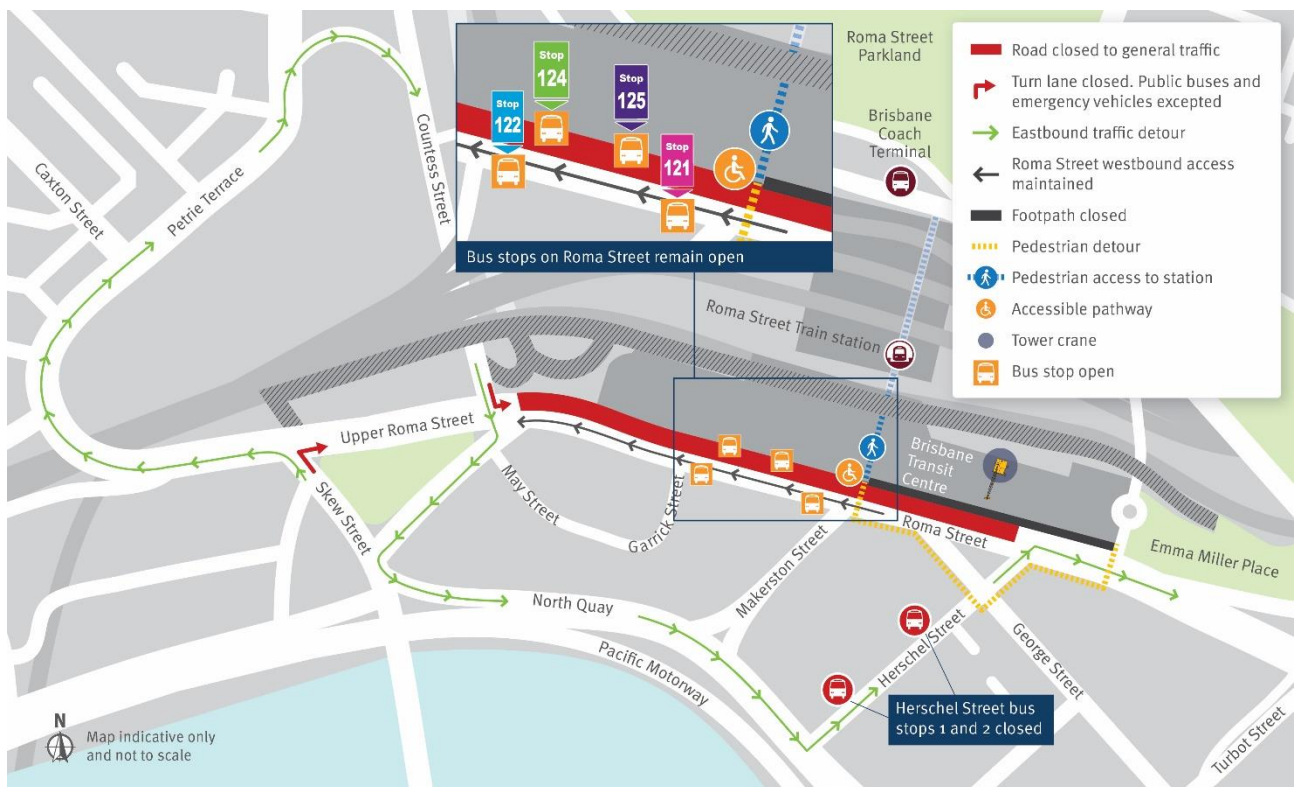 Stop
124
Stop
125
Stop
122
Stop
121
Bus stops on Roma Street remain open
Roma Street
Parkland
Brisbane
Coach
Terminal
Road closed to general traffic
Turn lane closed. Public buses and
emergency vehicles excepted
Eastbound traffic detour
Roma Street westbound access
maintained
Footpath closed
Pedestrian detour
Pedestrian access to station
Accessible pathway
Tower crane
Bus stop open
Caxton Street
Petrie Terrace
Countess Street
Roma Street Train station
Upper Roma Street
Skew Street
May Street
Garrick Street
Brisbane
Transit
Centre
Roma Street
Makerston Street
Emma Miller Place
North Quay
Pacific Motorway
Herschel Street
George Street
Turbot Street
Herschel Street bus
stops 1 and 2 closed
N
Map indicative only
and not to scale